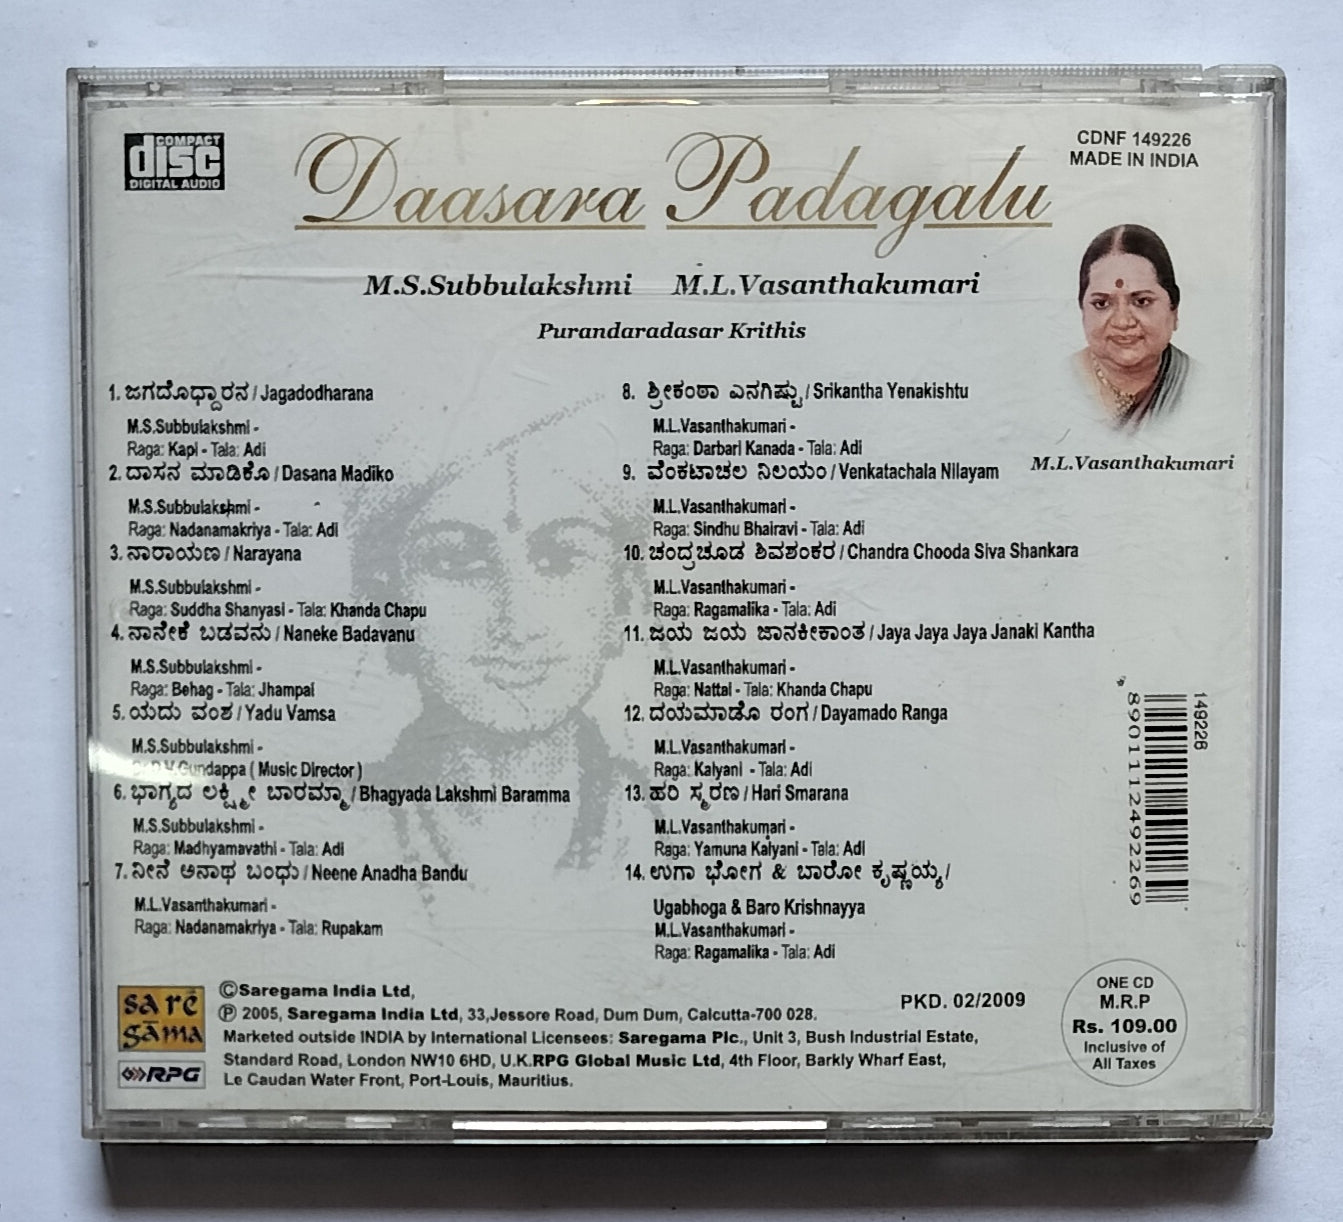 COMPACT
disc
DIGITAL AUDIO
Daasara Padagalu
CDNF 149226
MADE IN INDIA
M.S.Subbulakshmi M.L.Vasanthakumari
Purandaradasar Krithis
M.L.Vasanthakumari
1. ಜಗದೋದ್ಧಾರನ / Jagadodharana
M.S.Subbulakshmi -
Raga: Kapi - Tala: Adi
2. ದಾಸನ ಮಾಡಿಕೊ / Dasana Madiko
M.S.Subbulakshmi -
Raga: Nadanamakriya - Tala: Adi
3. ನಾರಾಯಣ / Narayana
M.S.Subbulakshmi -
Raga: Suddha Shanyasi - Tala: Khanda Chapu
4. ನಾನೇಕೆ ಬಡವನು / Naneke Badavanu
M.S.Subbulakshmi -
Raga: Behag - Tala: Jhampai
5. ಯದು ವಂಶ / Yadu Vamsa
M.S.Subbulakshmi -
Gundappa ( Music Director )
6. ಭಾಗ್ಯದ ಲಕ್ಷ್ಮೀ ಬಾರಮ್ಮಾ / Bhagyada Lakshmi Baramma
M.S.Subbulakshmi -
Raga: Madhyamavathi - Tala: Adi
7. ನೀನೆ ಅನಾಥ ಬಂಧು / Neene Anadha Bandu
M.L.Vasanthakumari -
Raga: Nadanamakriya - Tala: Rupakam
8. ಶ್ರೀಕಂಠಾ ಎನಗಿಷ್ಟು / Srikantha Yenakishtu
M.L.Vasanthakumari -
Raga: Darbari Kanada - Tala: Adi
9. ವೆಂಕಟಾಚಲ ನಿಲಯಂ / Venkatachala Nilayam
M.L.Vasanthakumari -
Raga: Sindhu Bhairavi - Tala: Adi
10. ಚಂದ್ರಚೂಡ ಶಿವಶಂಕರ / Chandra Chooda Siva Shankara
M.L.Vasanthakumari -
Raga: Ragamalika - Tala: Adi
11. ಜಯ ಜಯ ಜಾನಕೀಕಾಂತ / Jaya Jaya Jaya Janaki Kantha
M.L.Vasanthakumari -
Raga: Nattai - Tala: Khanda Chapu
12. ದಯಮಾಡೊ ರಂಗ / Dayamado Ranga
M.L.Vasanthakumari -
Raga: Kalyani - Tala: Adi
13. ಹರಿ ಸ್ಮರಣ / Hari Smarana
M.L.Vasanthakumari -
Raga: Yamuna Kalyani - Tala: Adi
14. ಉಗಾ ಭೋಗ & ಬಾರೋ ಕೃಷ್ಣಯ್ಯ /
Ugabhoga & Baro Krishnayya
M.L.Vasanthakumari -
Raga: Ragamalika - Tala: Adi
149226
8901112492269
sa re
gama
RPG
©Saregama India Ltd,
℗ 2005, Saregama India Ltd, 33,Jessore Road, Dum Dum, Calcutta-700 028.
Marketed outside INDIA by International Licensees: Saregama Plc., Unit 3, Bush Industrial Estate,
Standard Road, London NW10 6HD, U.K.RPG Global Music Ltd, 4th Floor, Barkly Wharf East,
Le Caudan Water Front, Port-Louis, Mauritius.
PKD. 02/2009
ONE CD
M.R.P
Rs. 109.00
Inclusive of
All Taxes